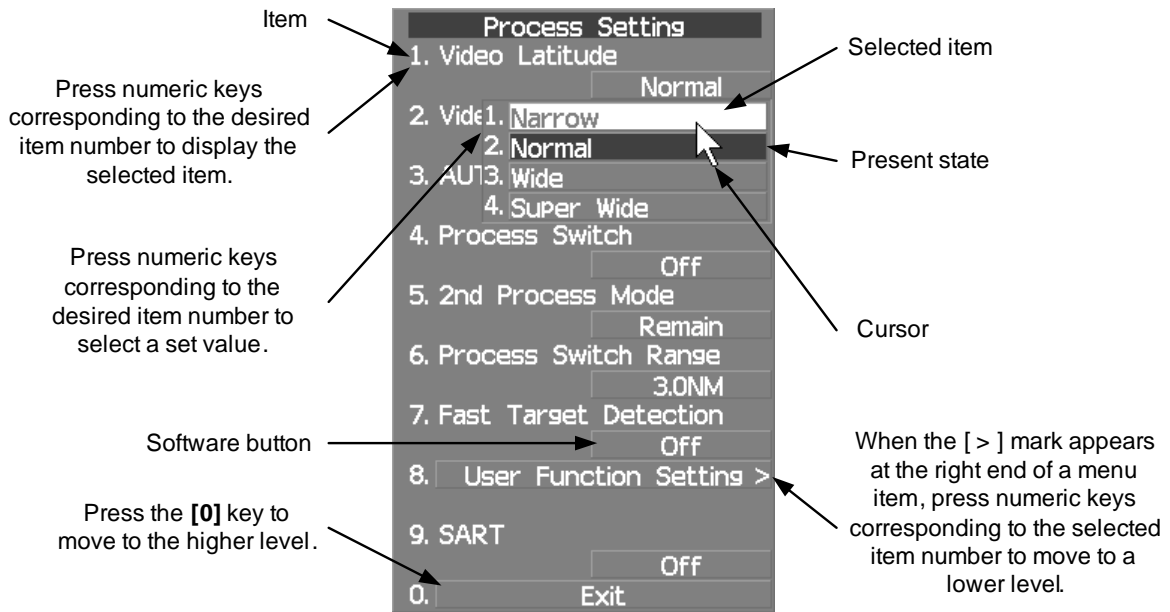 Item
Press numeric keys
corresponding to the desired
item number to display the
selected item.
Press numeric keys
corresponding to the
desired item number to
select a set value.
Software button
Press the [0] key to
move to the higher level.
Process Setting
1. Video Latitude
Normal
2. Vide
1. Narrow
2. Normal
3. AUT
3. Wide
4. Super Wide
4. Process Switch
Off
5. 2nd Process Mode
Remain
6. Process Switch Range
3.0NM
7. Fast Target Detection
Off
8. User Function Setting >
9. SART
Off
0. Exit
Selected item
Present state
Cursor
When the [ > ] mark appears
at the right end of a menu
item, press numeric keys
corresponding to the selected
item number to move to a
lower level.